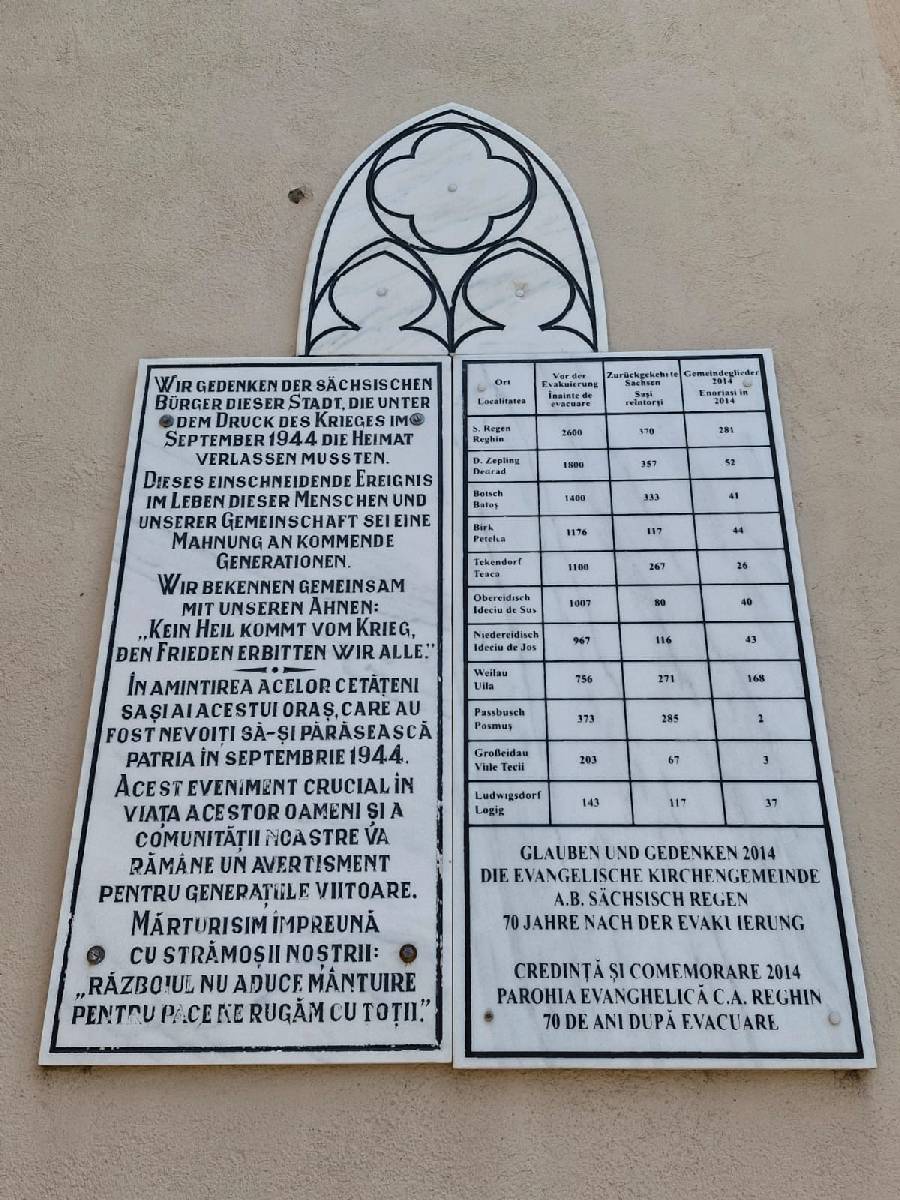 WIR GEDENKEN DER SÄCHSISCHEN
BÜRGER DIESER STADT, DIE UNTER
DEM DRUCK DES KRIEGES IM
SEPTEMBER 1944 DIE HEIMAT
VERLASSEN MUSSTEN.
DIESES EINSCHNEIDENDE EREIGNIS
IM LEBEN DIESER MENSCHEN UND
UNSERER GEMEINSCHAFT SEI EINE
MAHNUNG AN KOMMENDE
GENERATIONEN.
WIR BEKENNEN GEMEINSAM
MIT UNSEREN AHNEN:
„KEIN HEIL KOMMT VOM KRIEG,
DEN FRIEDEN ERBITTEN WIR ALLE."
ÎN AMINTIREA ACELOR CETĂȚENI
SAȘI AI ACESTUI ORAȘ, CARE AU
FOST NEVOIȚI SĂ-ȘI PĂRĂSEASCĂ
PATRIA ÎN SEPTEMBRIE 1944.
ACEST EVENIMENT CRUCIAL ÎN
VIAȚA ACESTOR OAMENI ȘI A
COMUNITĂȚII NOASTRE VA
RĂMÂNE UN AVERTISMENT
PENTRU GENERAȚIILE VIITOARE.
MĂRTURISIM ÎMPREUNĂ
CU STRĂMOȘII NOȘTRII:
„RĂZBOIUL NU ADUCE MÂNTUIRE
PENTRU PACE NE RUGĂM CU TOȚII."
Ort Vor der Zurückgekehrte Gemeindeglieder
Evakuierung Sachsen 2014
Localitatea Înainte de Sași Enoriași în
evacuare reîntorși 2014
S. Regen
Reghin 2600 370 281
D. Zepling
Dedrad 1800 357 52
Botsch
Batoș 1400 333 41
Birk
Petelea 1176 117 44
Tekendorf
Teaca 1100 267 26
Obereidisch
Ideciu de Sus 1007 80 40
Niedereidisch
Ideciu de Jos 967 116 43
Weilau
Uila 756 271 168
Passbusch
Posmuș 373 285 2
Großeidau
Viile Tecii 203 67 3
Ludwigsdorf
Logig 143 117 37
GLAUBEN UND GEDENKEN 2014
DIE EVANGELISCHE KIRCHENGEMEINDE
A.B. SÄCHSISCH REGEN
70 JAHRE NACH DER EVAKUIERUNG
CREDINȚĂ ȘI COMEMORARE 2014
PAROHIA EVANGHELICĂ C.A. REGHIN
70 DE ANI DUPĂ EVACUARE